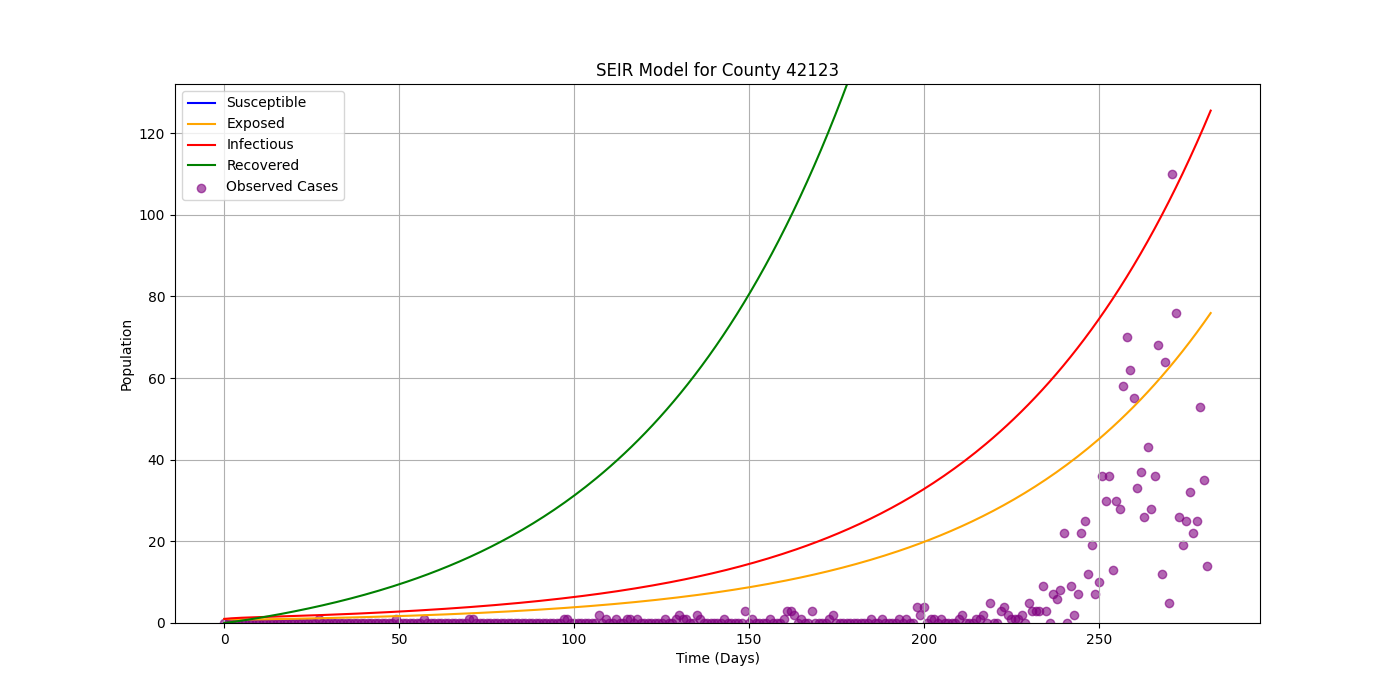 SEIR Model for County 42123
Susceptible
Exposed
Infectious
Recovered
Observed Cases
120
100
80
60
40
20
0
Population
0 50 100 150 200 250
Time (Days)